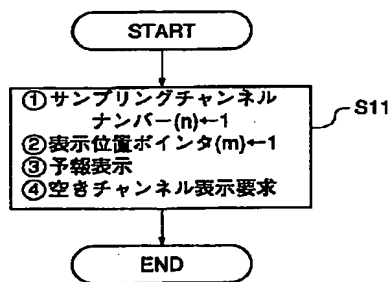 START
①サンプリングチャンネル
ナンバー(n)←1
②表示位置ポインタ(m)←1
③予報表示
④空きチャンネル表示要求
S11
END